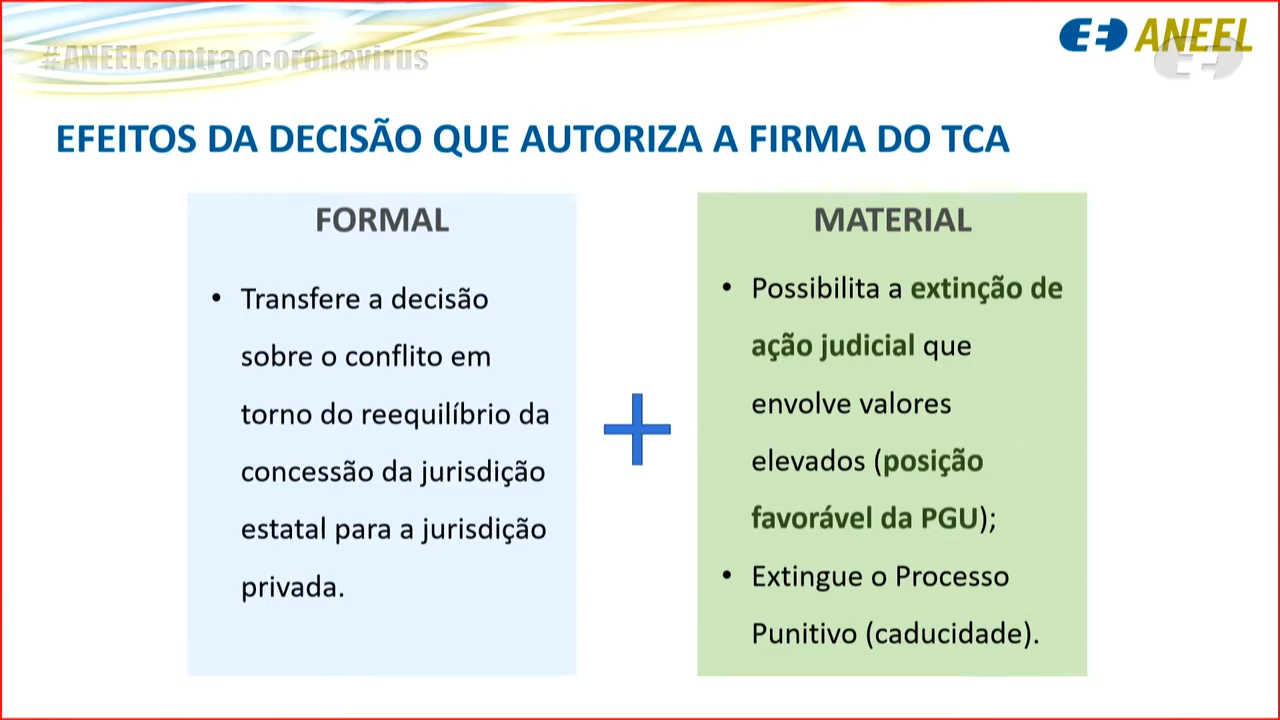 #ANEELcontraocoronavirus
ANEEL
EFEITOS DA DECISÃO QUE AUTORIZA A FIRMA DO TCA
FORMAL
• Transfere a decisão
sobre o conflito em
torno do reequilíbrio da
concessão da jurisdição
estatal para a jurisdição
privada.
MATERIAL
• Possibilita a extinção de
ação judicial que
envolve valores
elevados (posição
favorável da PGU);
• Extingue o Processo
Punitivo (caducidade).